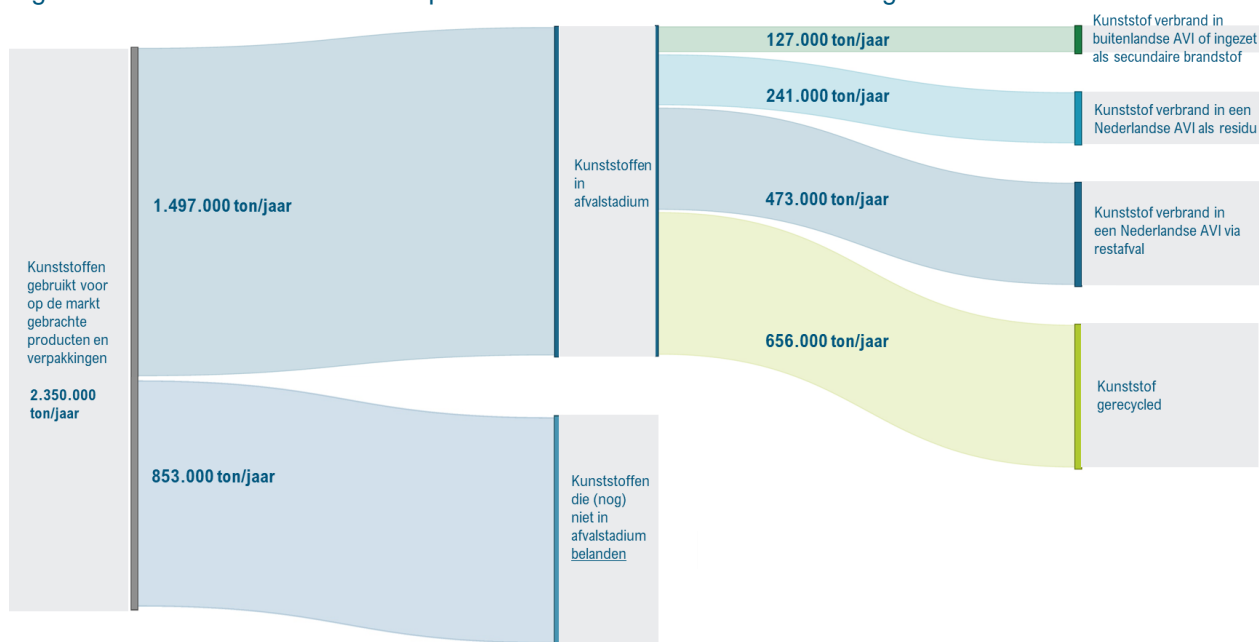 Kunststoffen
gebruikt voor
op de markt
gebrachte
producten en
verpakkingen
2.350.000
ton/jaar
1.497.000 ton/jaar
853.000 ton/jaar
Kunststoffen
in
afvalstadium
Kunststoffen
die (nog)
niet in
afvalstadium
belanden
127.000 ton/jaar
241.000 ton/jaar
473.000 ton/jaar
656.000 ton/jaar
Kunststof verbrand in
buitenlandse AVI of ingezet
als secundaire brandstof
Kunststof verbrand in een
Nederlandse AVI als residu
Kunststof verbrand in
een Nederlandse AVI via
restafval
Kunststof
gerecycled